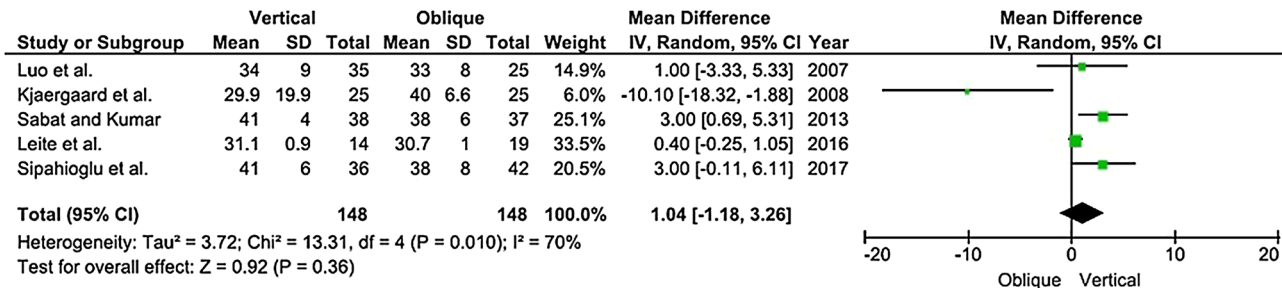 Vertical Oblique Mean Difference Mean Difference
Study or Subgroup Mean SD Total Mean SD Total Weight IV, Random, 95% CI Year IV, Random, 95% CI
Luo et al. 34 9 35 33 8 25 14.9% 1.00 [-3.33, 5.33] 2007
Kjaergaard et al. 29.9 19.9 25 40 6.6 25 6.0% -10.10 [-18.32, -1.88] 2008
Sabat and Kumar 41 4 38 38 6 37 25.1% 3.00 [0.69, 5.31] 2013
Leite et al. 31.1 0.9 14 30.7 1 19 33.5% 0.40 [-0.25, 1.05] 2016
Sipahioglu et al. 41 6 36 38 8 42 20.5% 3.00 [-0.11, 6.11] 2017
Total (95% CI) 148 148 100.0% 1.04 [-1.18, 3.26]
Heterogeneity: Tau² = 3.72; Chi² = 13.31, df = 4 (P = 0.010); I² = 70%
Test for overall effect: Z = 0.92 (P = 0.36)
-20 -10 0 10 20
Oblique Vertical